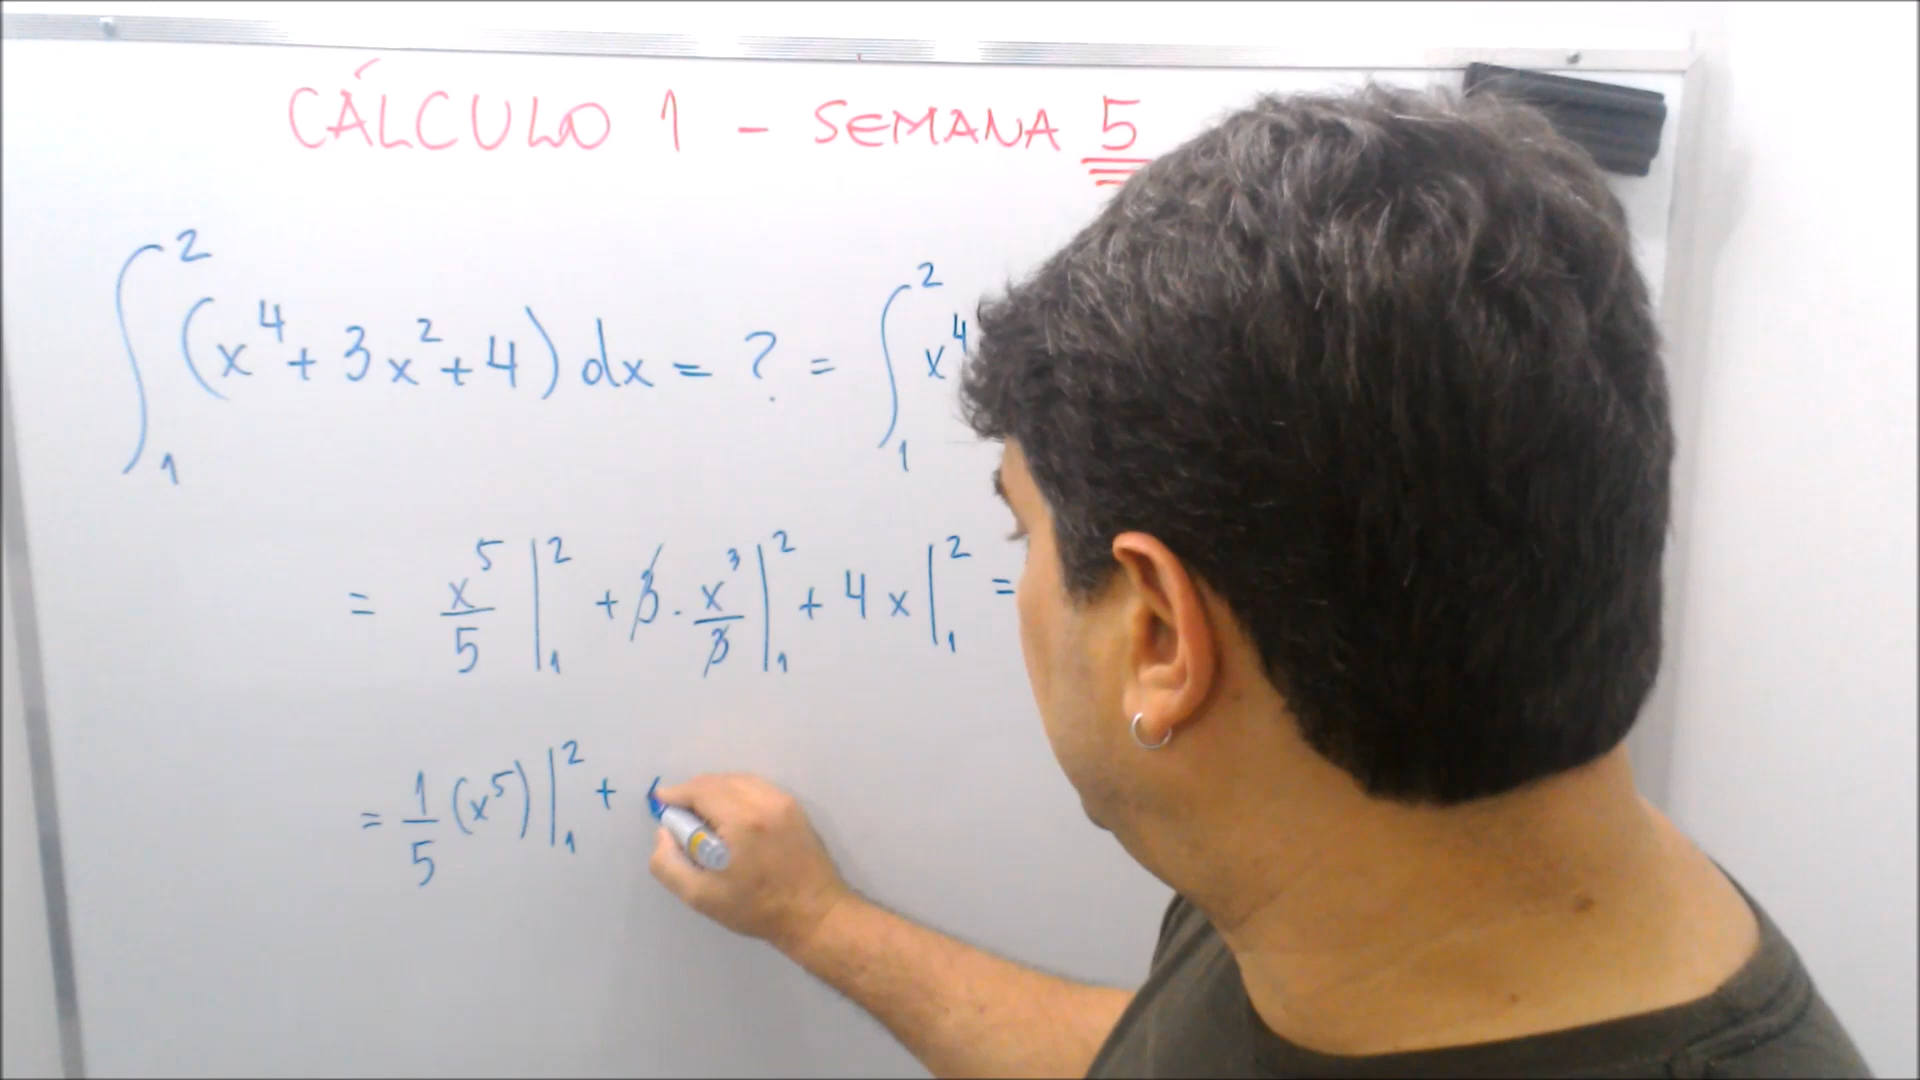 CÁLCULO 1 - SEMANA 5
∫₁² (x⁴ + 3x² + 4) dx = ? = ∫₁² x⁴
= x⁵/5 |₁² + 3 · x³/3 |₁² + 4x |₁² =
= 1/5 (x⁵) |₁² +